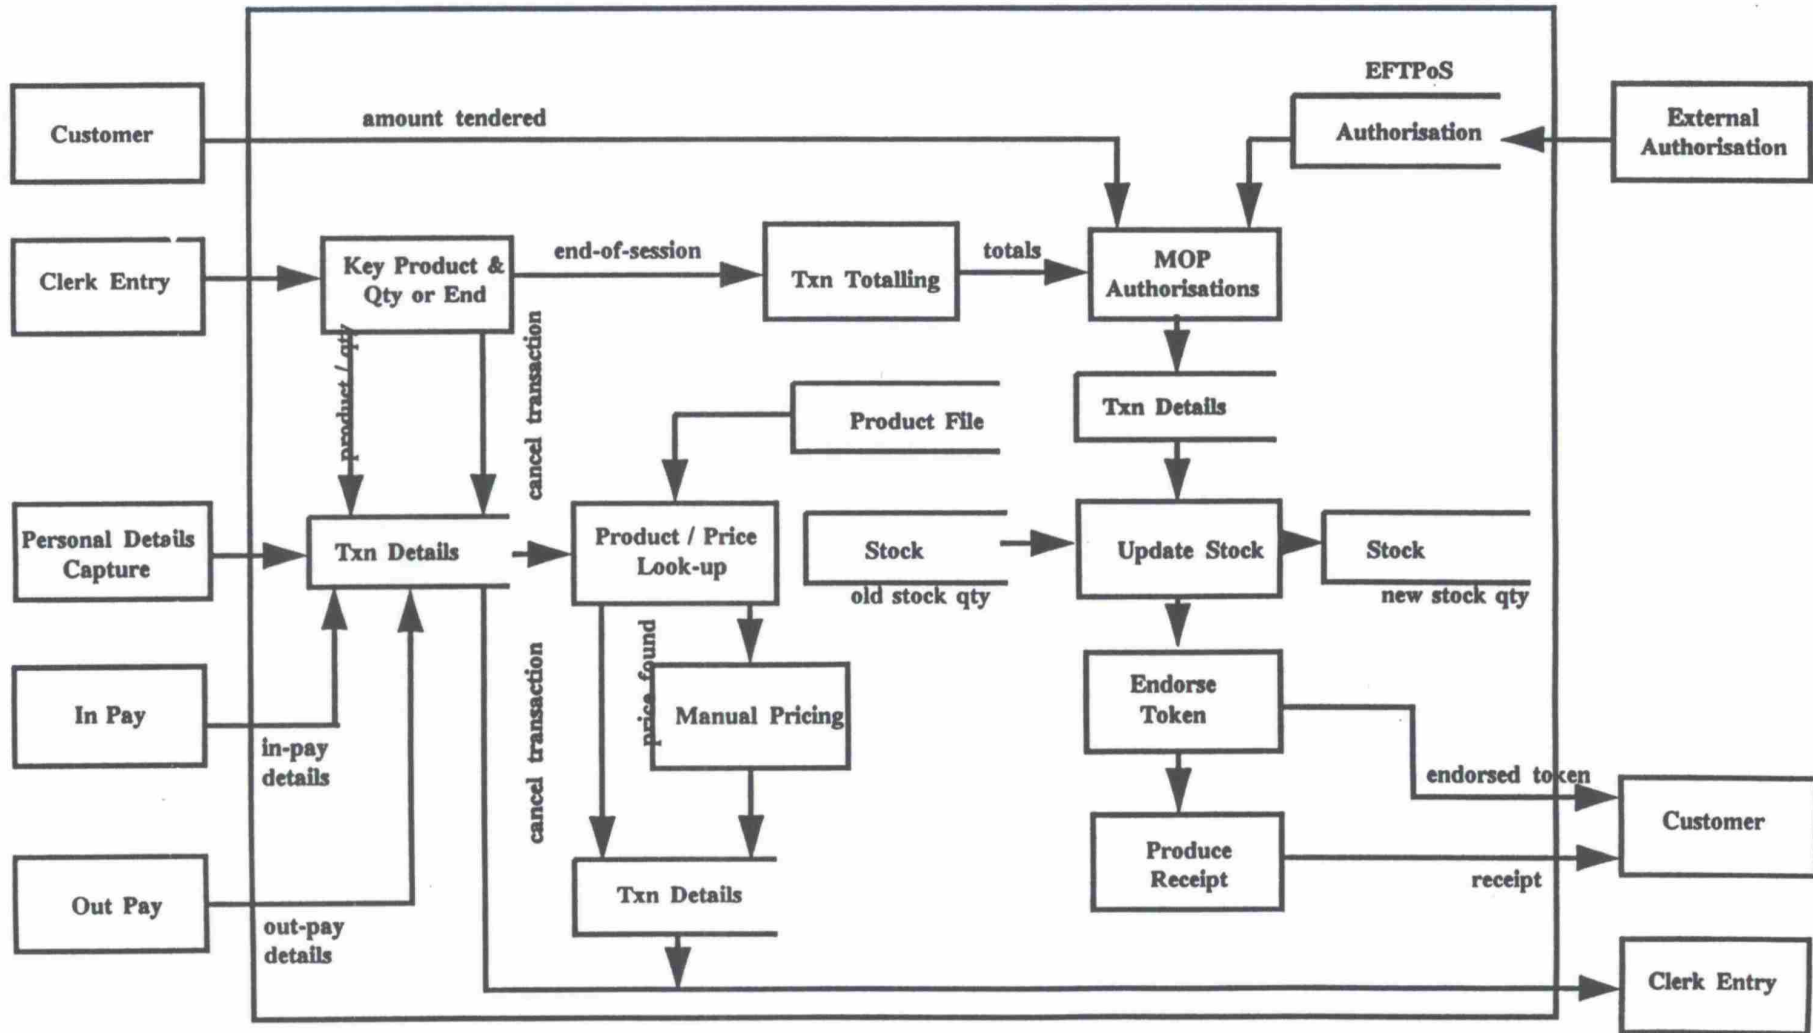 EFTPoS
Customer
amount tendered
Authorisation
External
Authorisation
Clerk Entry
Key Product &
Qty or End
end-of-session
Txn Totalling
totals
MOP
Authorisations
product / qty
cancel transaction
Product File
Txn Details
Personal Details
Capture
Txn Details
Product / Price
Look-up
Stock
old stock qty
Update Stock
Stock
new stock qty
In Pay
in-pay
details
cancel transaction
price found
Manual Pricing
Endorse
Token
endorsed token
Customer
Out Pay
out-pay
details
Txn Details
Produce
Receipt
receipt
Clerk Entry